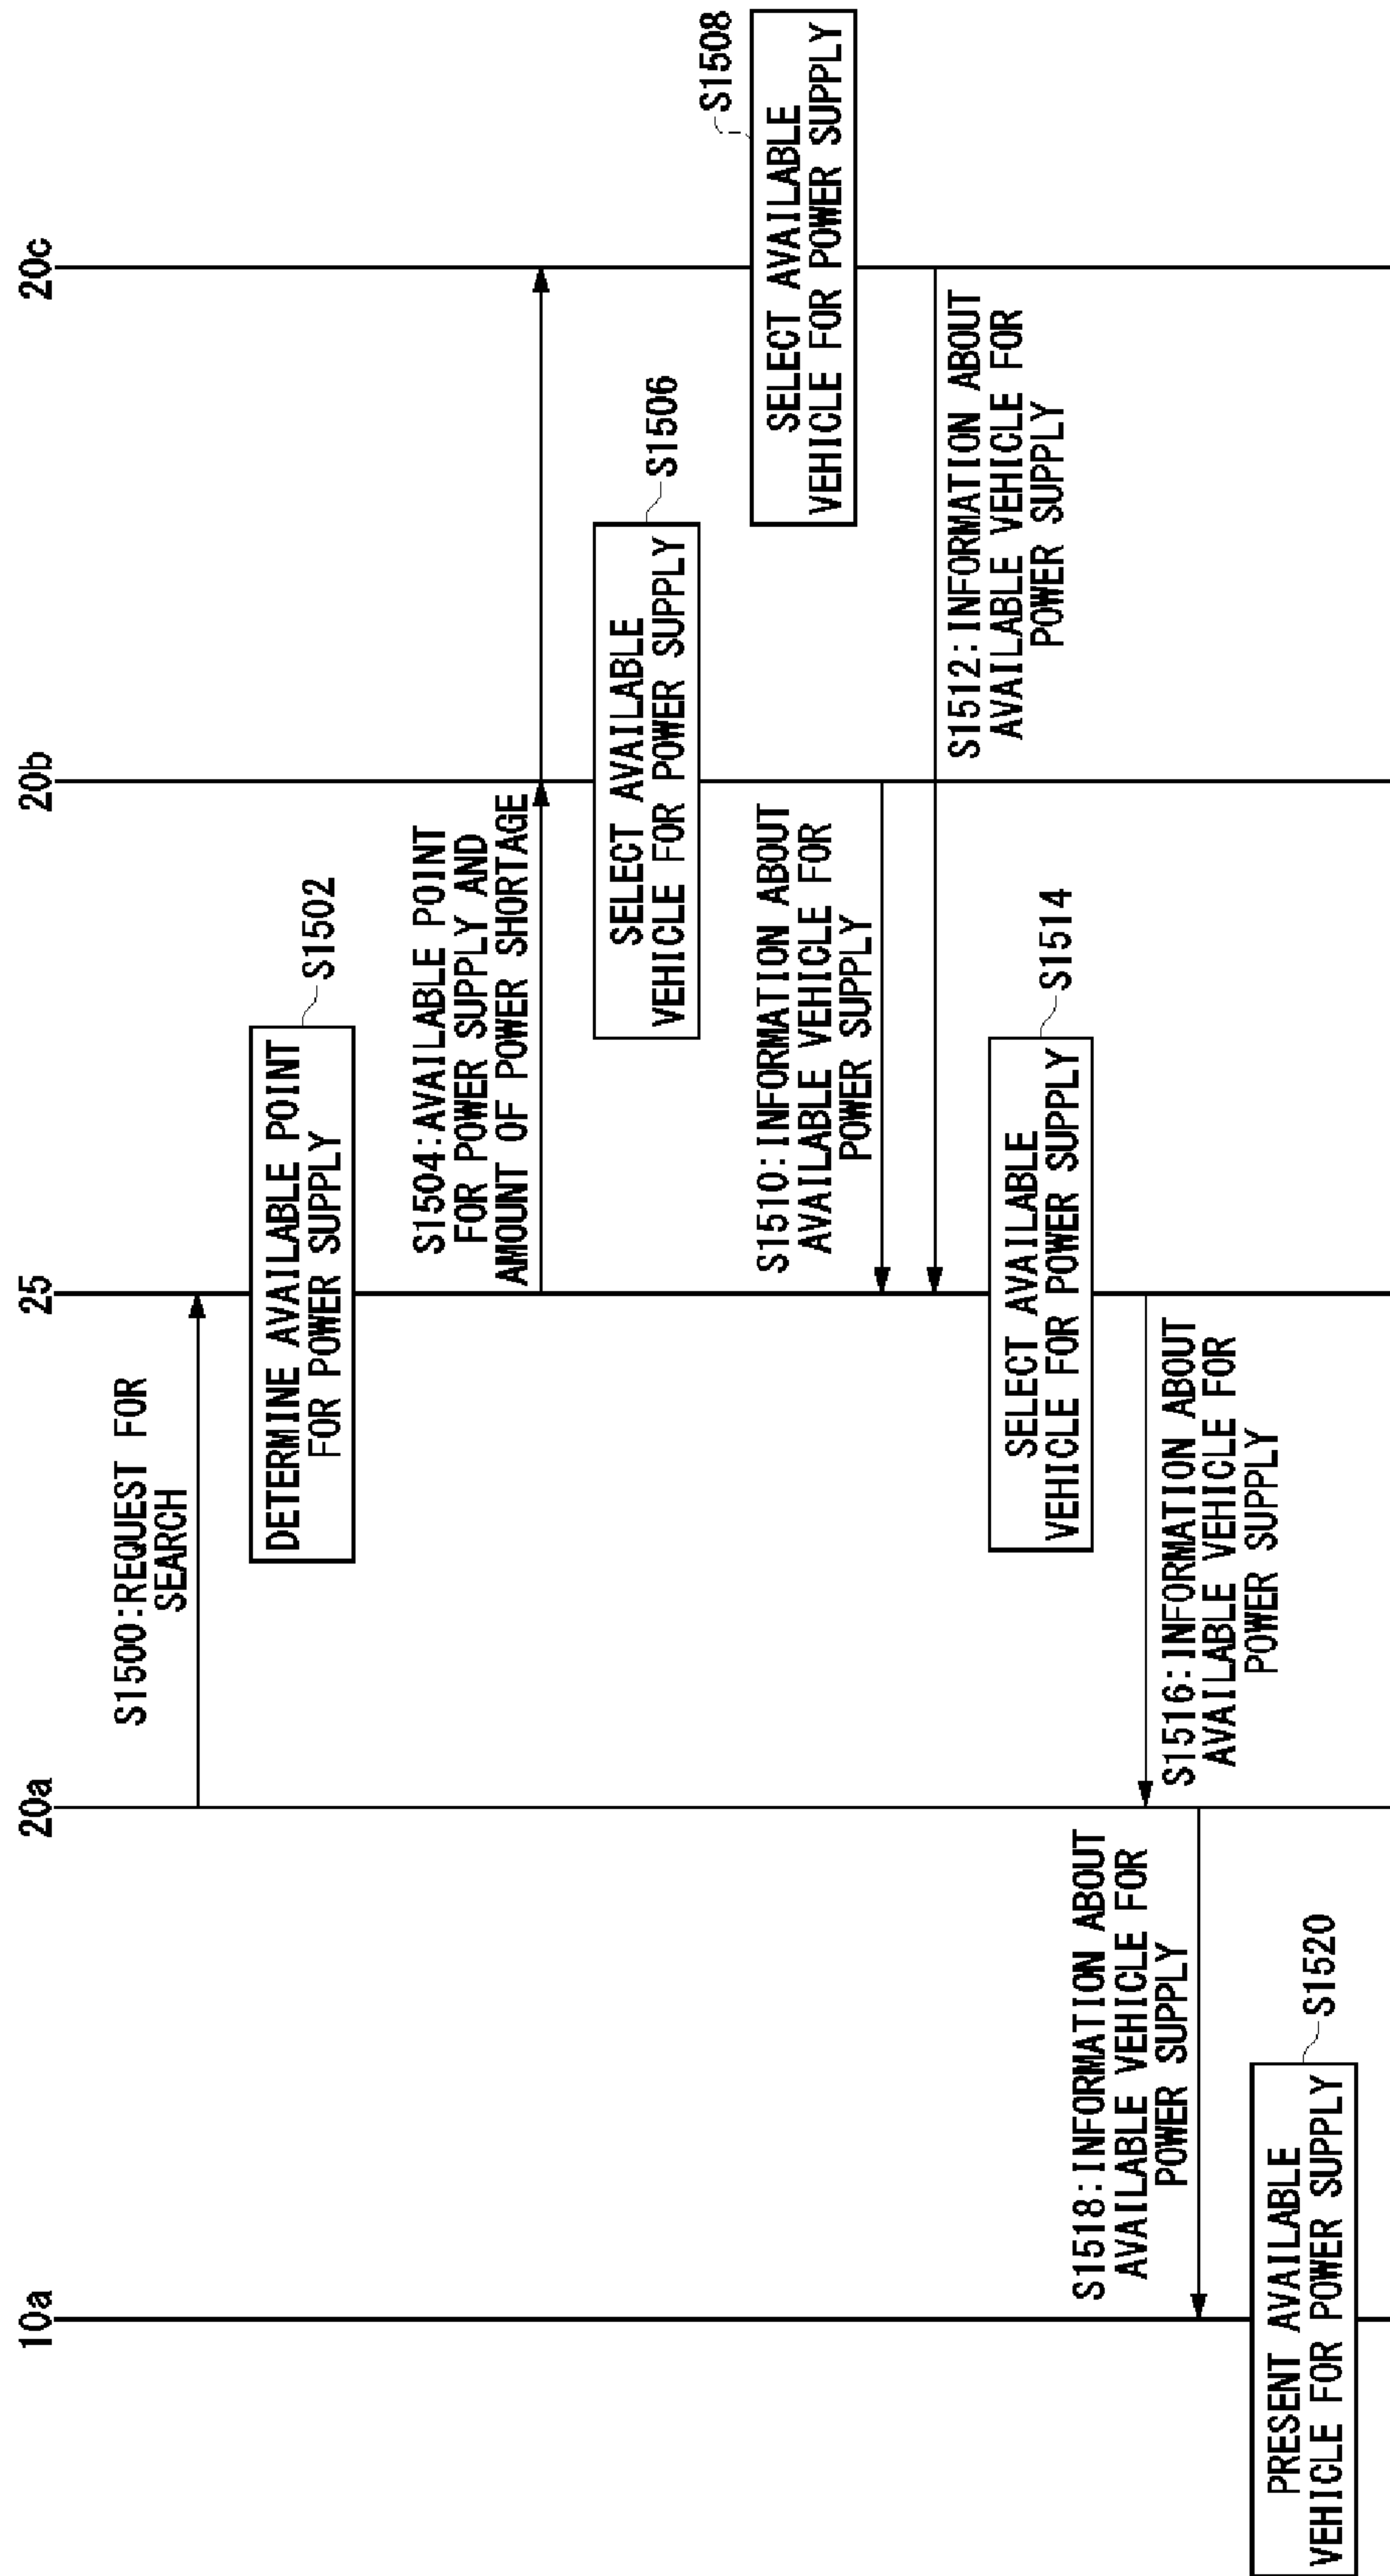 10a
20a
25
20b
20c
S1500:REQUEST FOR
SEARCH
DETERMINE AVAILABLE POINT
FOR POWER SUPPLY
S1502
S1504:AVAILABLE POINT
FOR POWER SUPPLY AND
AMOUNT OF POWER SHORTAGE
SELECT AVAILABLE
VEHICLE FOR POWER SUPPLY
S1506
SELECT AVAILABLE
VEHICLE FOR POWER SUPPLY
S1508
S1510:INFORMATION ABOUT
AVAILABLE VEHICLE FOR
POWER SUPPLY
S1512:INFORMATION ABOUT
AVAILABLE VEHICLE FOR
POWER SUPPLY
SELECT AVAILABLE
VEHICLE FOR POWER SUPPLY
S1514
S1516:INFORMATION ABOUT
AVAILABLE VEHICLE FOR
POWER SUPPLY
S1518:INFORMATION ABOUT
AVAILABLE VEHICLE FOR
POWER SUPPLY
PRESENT AVAILABLE
VEHICLE FOR POWER SUPPLY
S1520